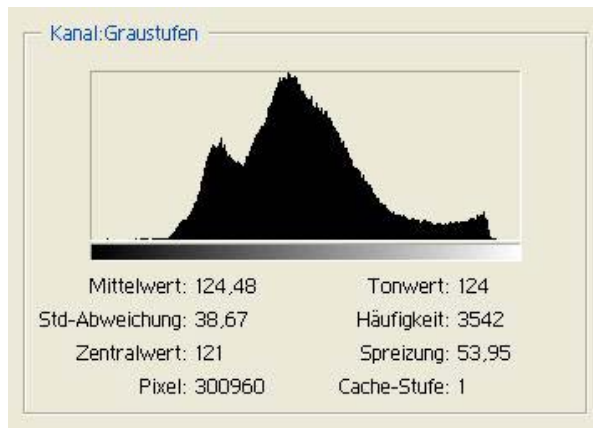 Kanal:Graustufen
Mittelwert: 124,48 Tonwert: 124
Std-Abweichung: 38,67 Häufigkeit: 3542
Zentralwert: 121 Spreizung: 53,95
Pixel: 300960 Cache-Stufe: 1